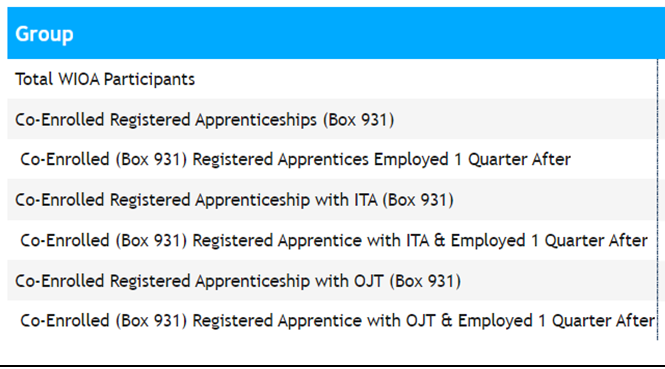 Group
Total WIOA Participants
Co-Enrolled Registered Apprenticeships (Box 931)
Co-Enrolled (Box 931) Registered Apprentices Employed 1 Quarter After
Co-Enrolled Registered Apprenticeship with ITA (Box 931)
Co-Enrolled (Box 931) Registered Apprentice with ITA & Employed 1 Quarter After
Co-Enrolled Registered Apprenticeship with OJT (Box 931)
Co-Enrolled (Box 931) Registered Apprentice with OJT & Employed 1 Quarter After